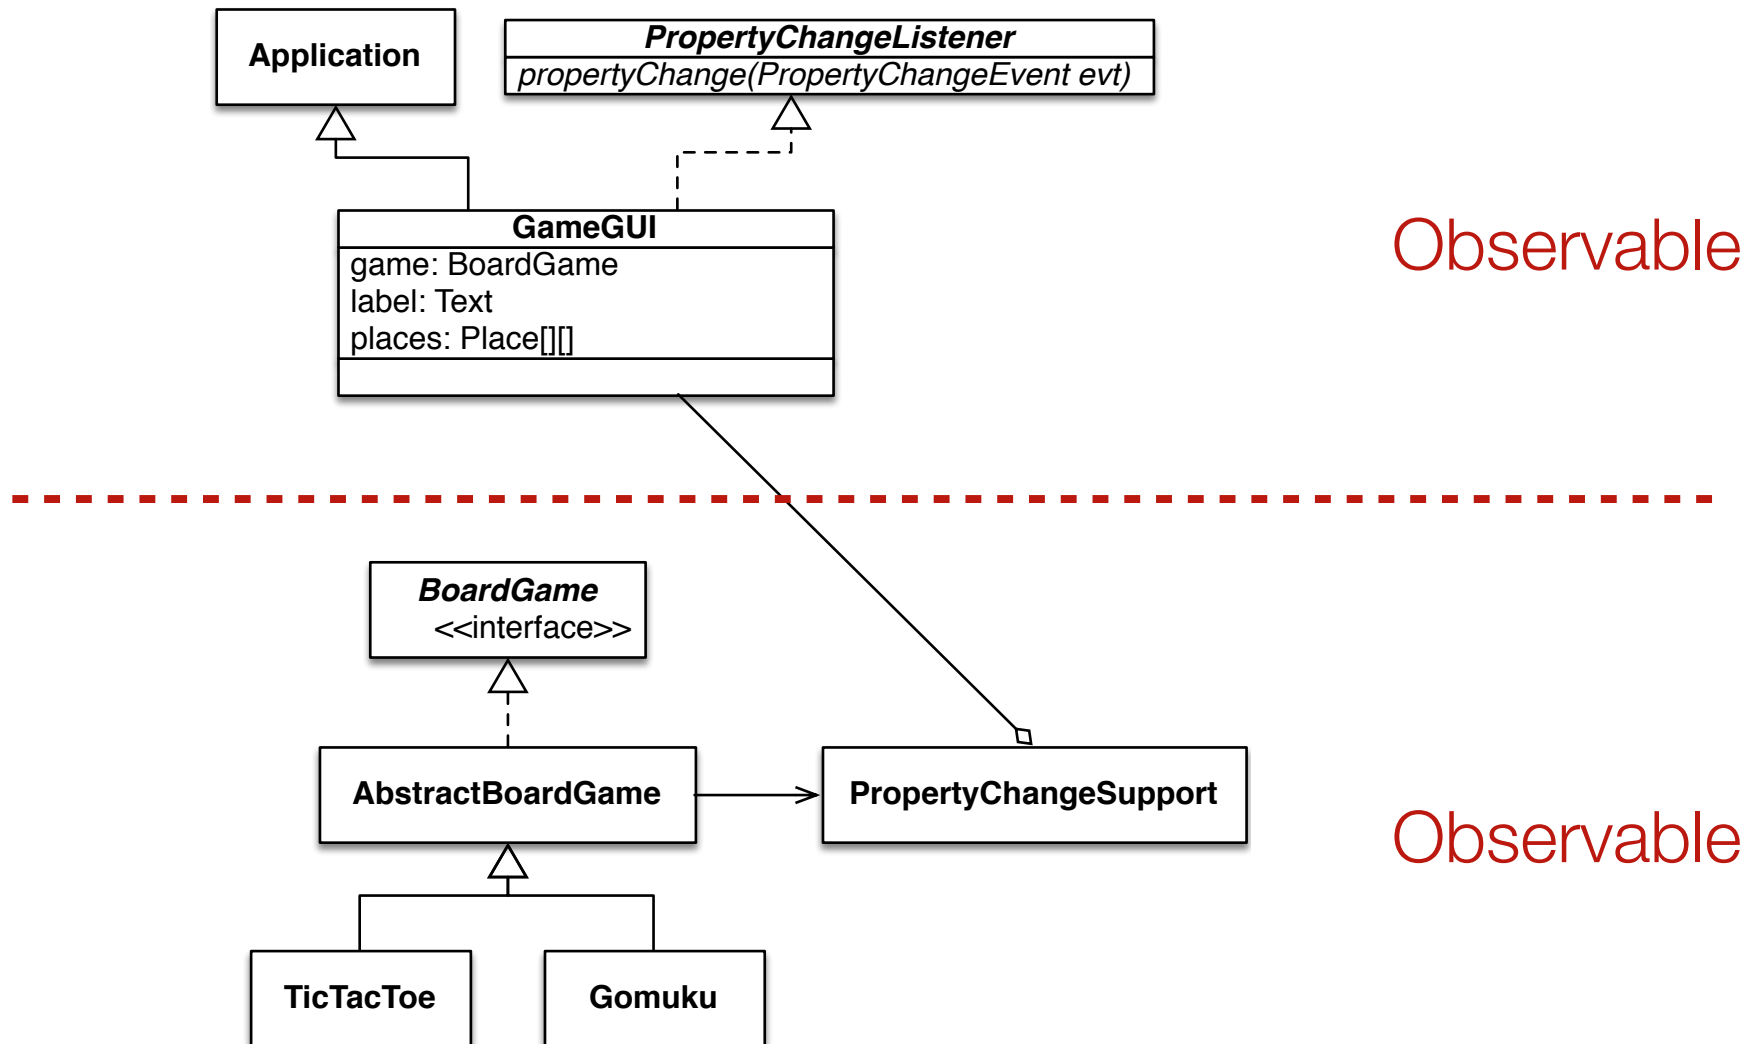 Application
PropertyChangeListener
propertyChange(PropertyChangeEvent evt)
GameGUI
game: BoardGame
label: Text
places: Place[][]
Observable
BoardGame
<<interface>>
AbstractBoardGame
PropertyChangeSupport
Observable
TicTacToe
Gomuku